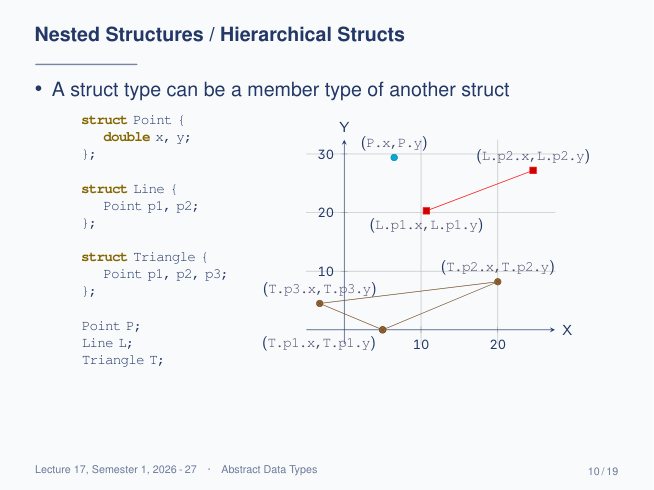 Nested Structures / Hierarchical Structs
• A struct type can be a member type of another struct
struct Point {
double x, y;
};
struct Line {
Point p1, p2;
};
struct Triangle {
Point p1, p2, p3;
};
Point P;
Line L;
Triangle T;
Y
(P.x,P.y)
30
(L.p2.x,L.p2.y)
20
(L.p1.x,L.p1.y)
(T.p2.x,T.p2.y)
10
(T.p3.x,T.p3.y)
X
(T.p1.x,T.p1.y)
10
20
Lecture 17, Semester 1, 2026 - 27 · Abstract Data Types
10 / 19